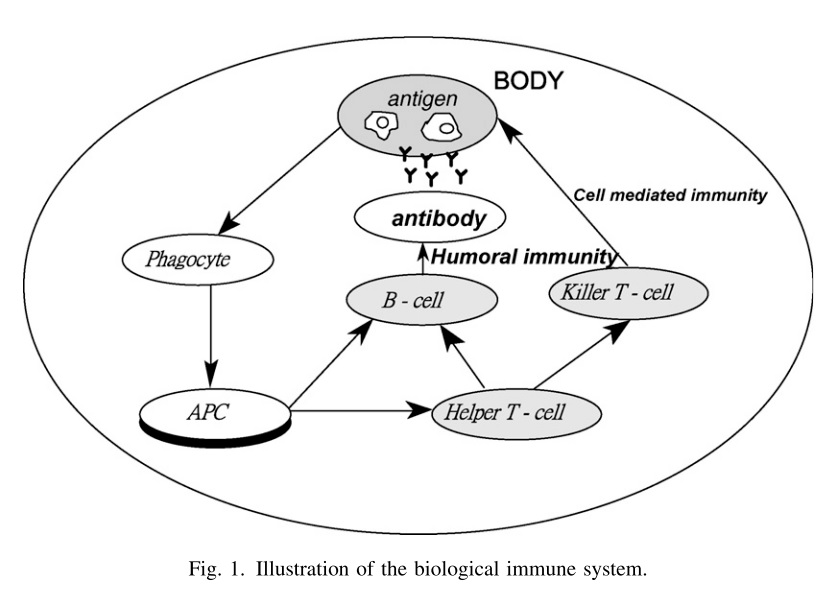 BODY
antigen
Cell mediated immunity
antibody
Humoral immunity
Phagocyte
B - cell
Killer T - cell
APC
Helper T - cell
Fig. 1. Illustration of the biological immune system.